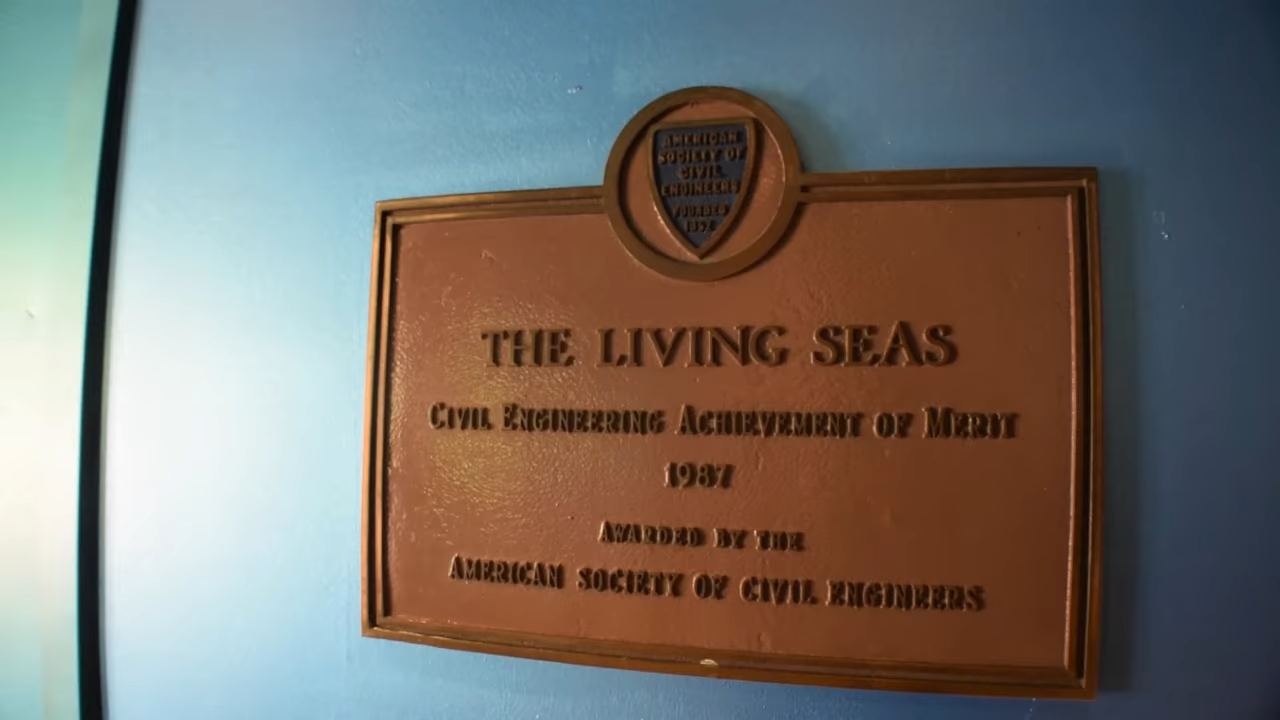 AMERICAN
SOCIETY OF
CIVIL
ENGINEERS
FOUNDED
1852
THE LIVING SEAS
CIVIL ENGINEERING ACHIEVEMENT OF MERIT
1987
AWARDED BY THE
AMERICAN SOCIETY OF CIVIL ENGINEERS